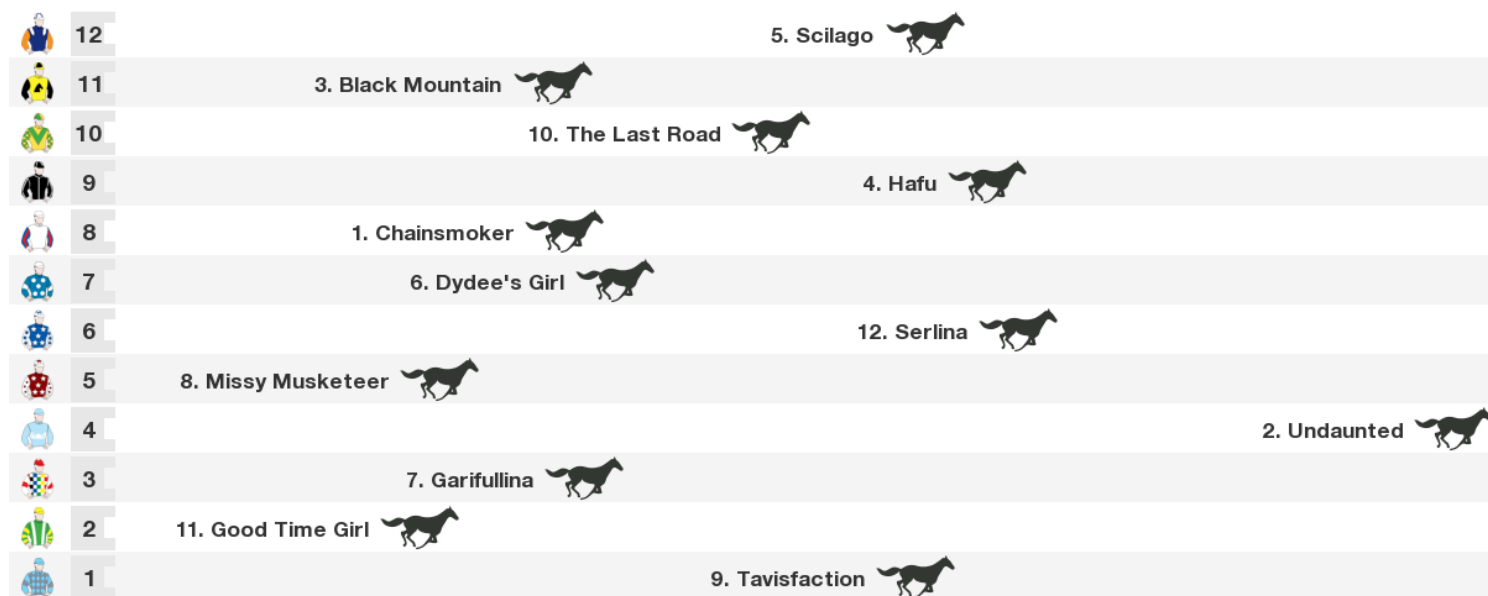 12 5. Scilago
11 3. Black Mountain
10 10. The Last Road
9 4. Hafu
8 1. Chainsmoker
7 6. Dydee's Girl
6 12. Serlina
5 8. Missy Musketeer
4 2. Undaunted
3 7. Garifullina
2 11. Good Time Girl
1 9. Tavisfaction